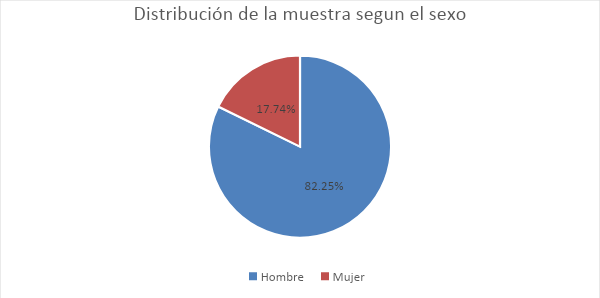 Distribución de la muestra segun el sexo
17.74%
82.25%
Hombre Mujer